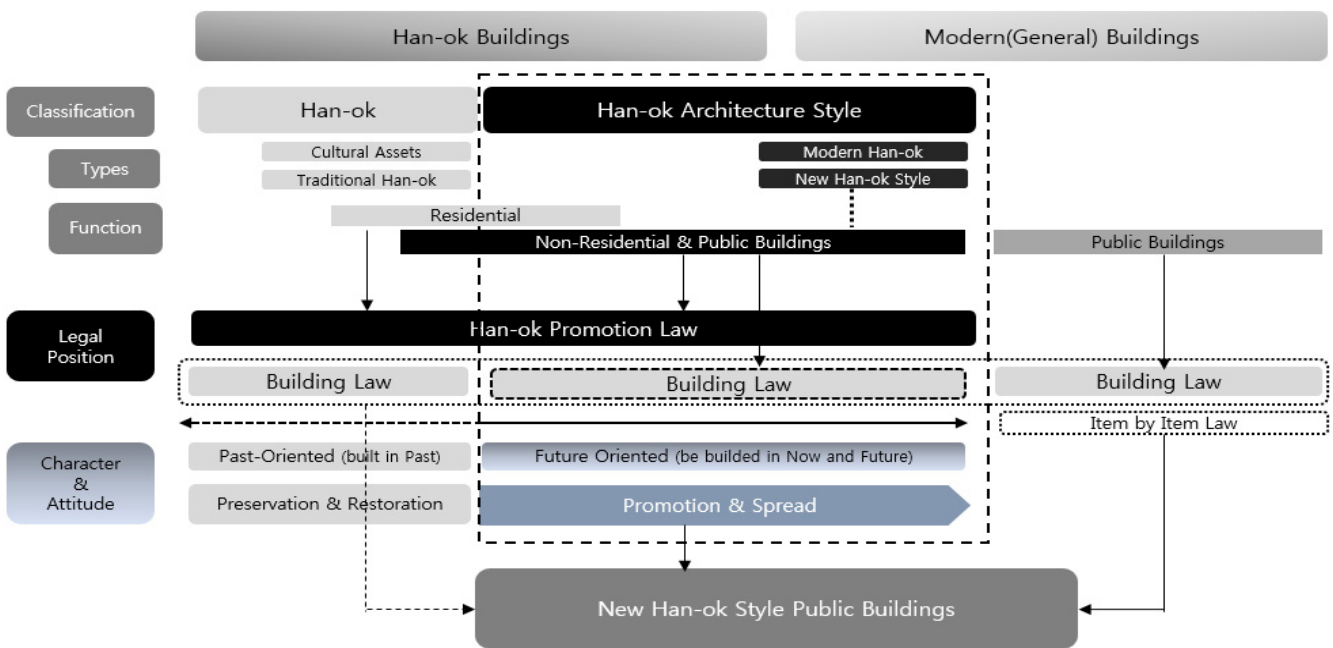 Han-ok Buildings
Modern(General) Buildings
Classification
Han-ok
Han-ok Architecture Style
Types
Cultural Assets
Modern Han-ok
Traditional Han-ok
New Han-ok Style
Function
Residential
Non-Residential & Public Buildings
Public Buildings
Legal
Position
Han-ok Promotion Law
Building Law
Building Law
Building Law
Item by Item Law
Character
&
Attitude
Past-Oriented (built in Past)
Future Oriented (be builded in Now and Future)
Preservation & Restoration
Promotion & Spread
New Han-ok Style Public Buildings